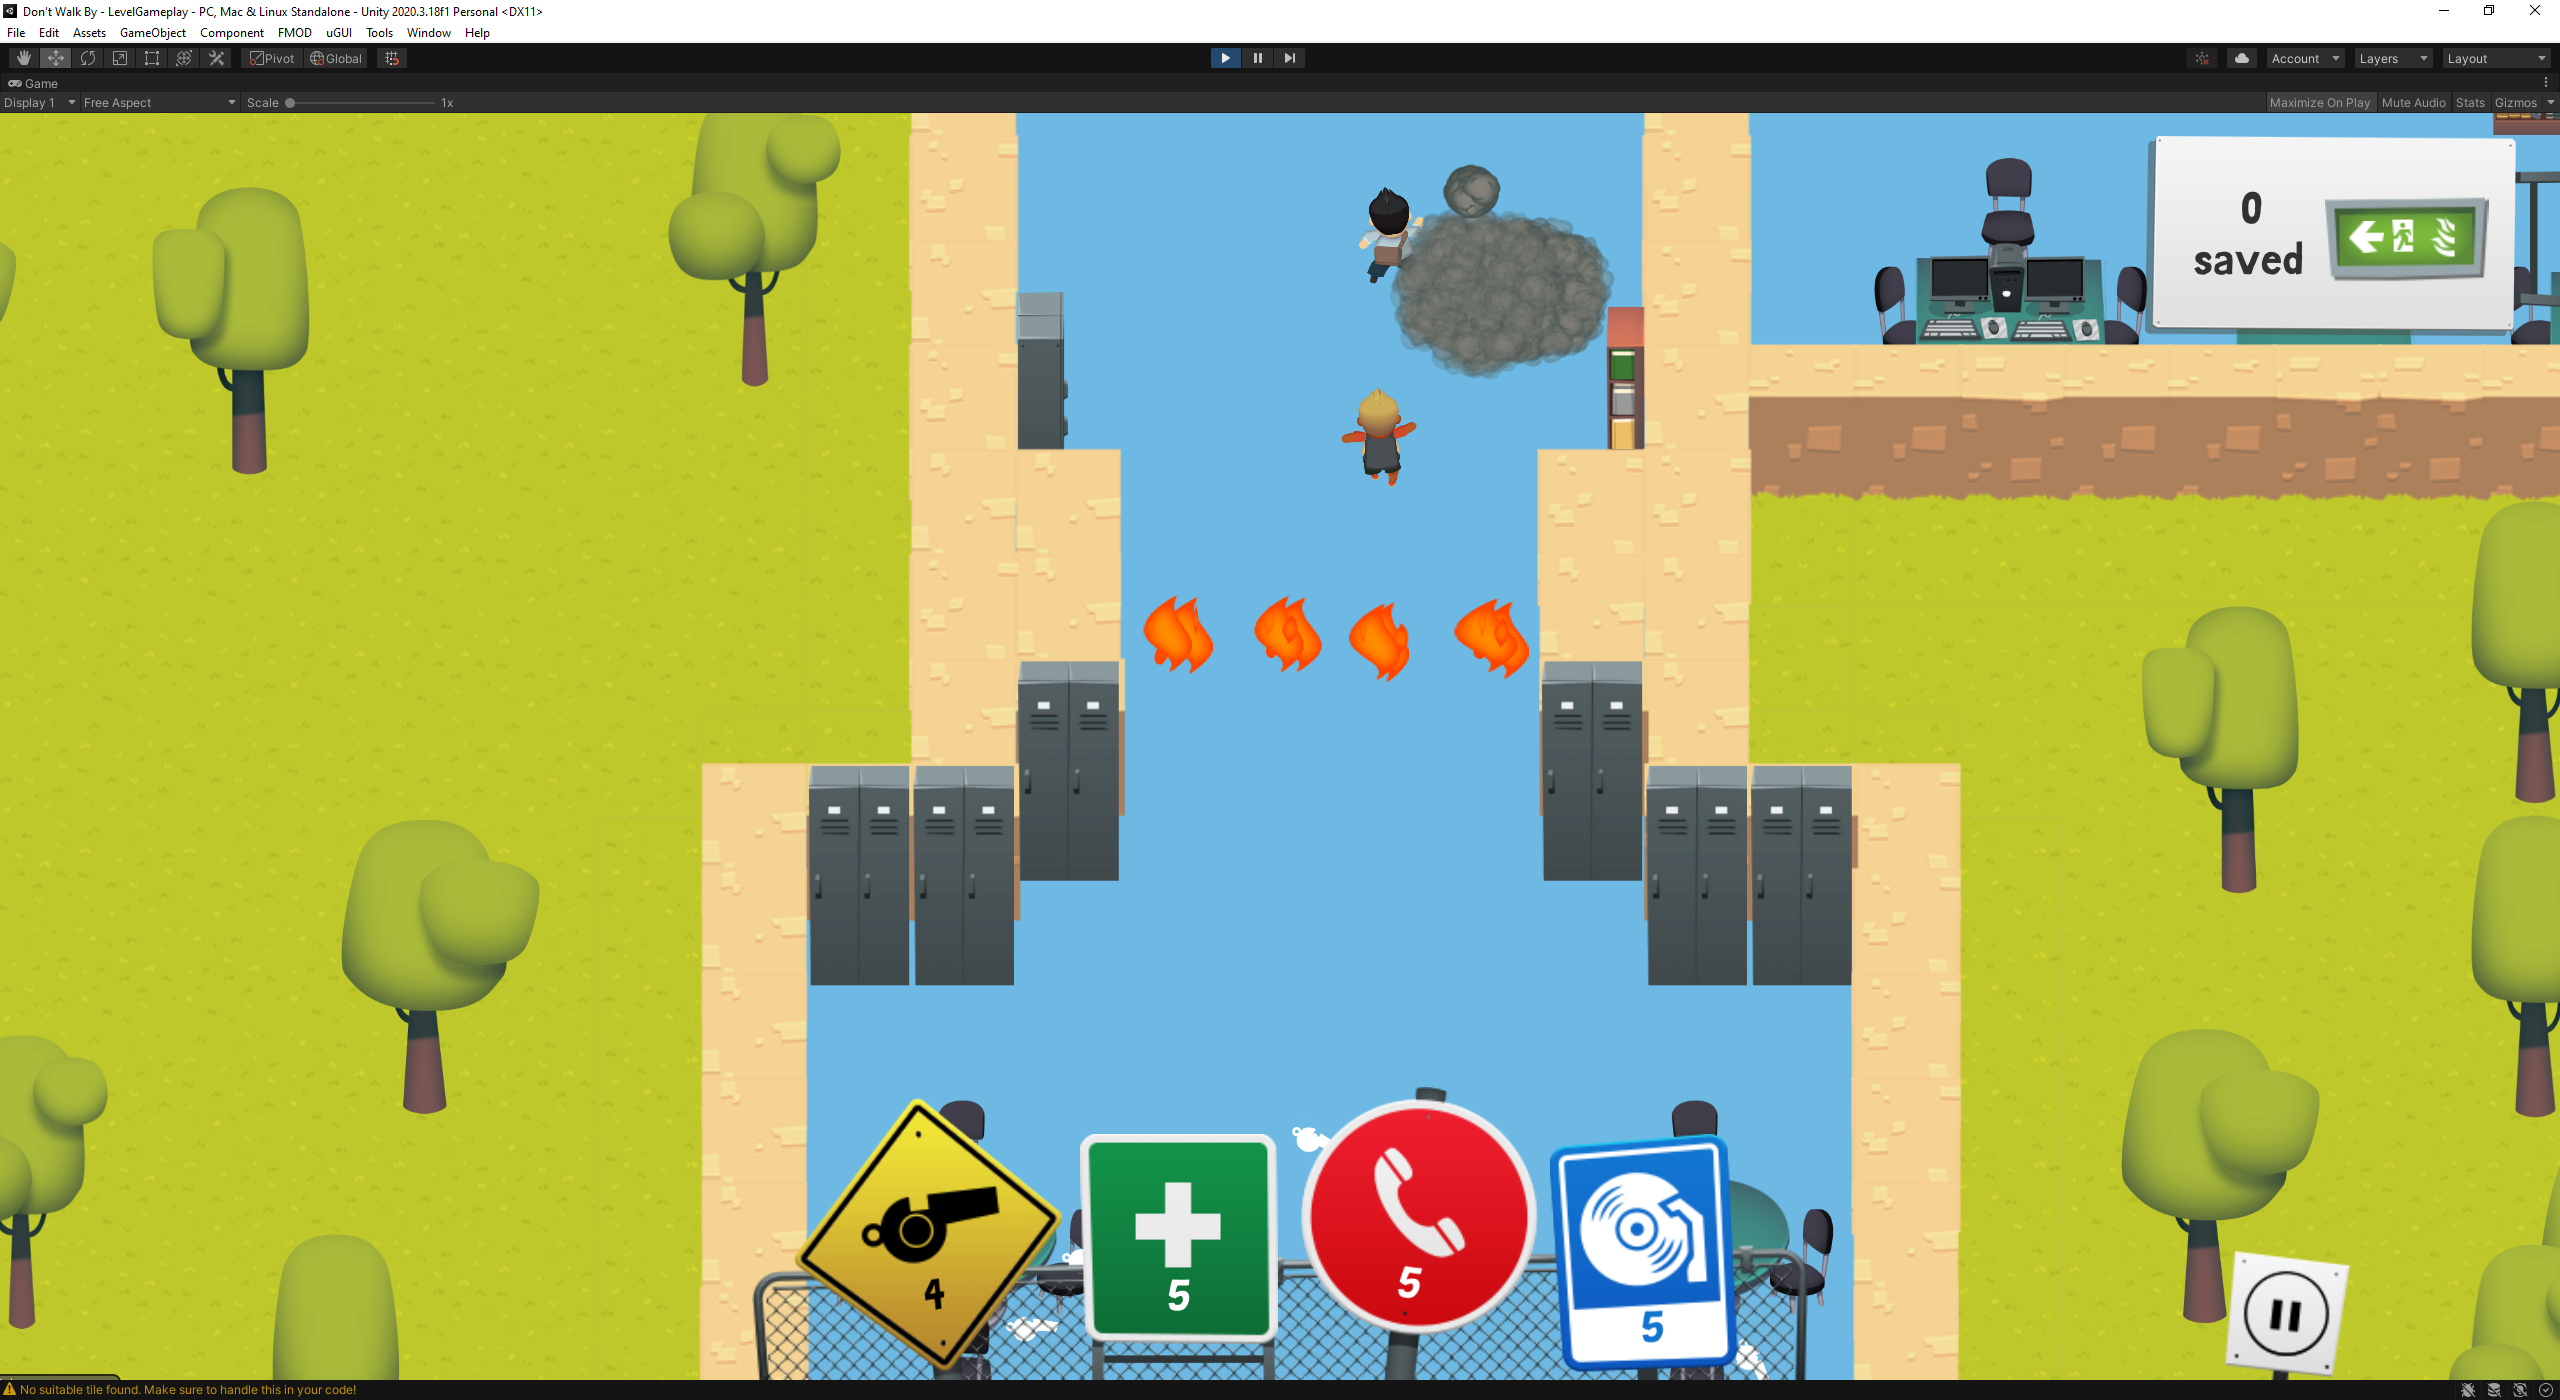 Don't Walk By - LevelGameplay - PC, Mac & Linux Standalone - Unity 2020.3.18f1 Personal <DX11>
File Edit Assets GameObject Component FMOD uGUI Tools Window Help
Pivot Global Account Layers Layout
Game
Display 1 Free Aspect Scale 1x Maximize On Play Mute Audio Stats Gizmos
0
saved
4
5
5
5
No suitable tile found. Make sure to handle this in your code!